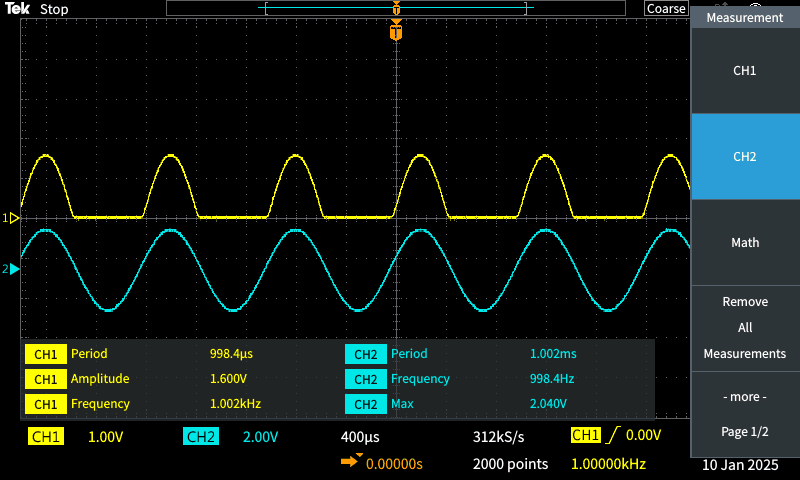 Tek Stop
T
Coarse
T
Measurement
CH1
CH2
Math
Remove
All
Measurements
- more -
Page 1/2
1
2
CH1 Period 998.4µs CH2 Period 1.002ms
CH1 Amplitude 1.600V CH2 Frequency 998.4Hz
CH1 Frequency 1.002kHz CH2 Max 2.040V
CH1 1.00V CH2 2.00V 400µs 312kS/s CH1 0.00V
0.00000s 2000 points 1.00000kHz 10 Jan 2025